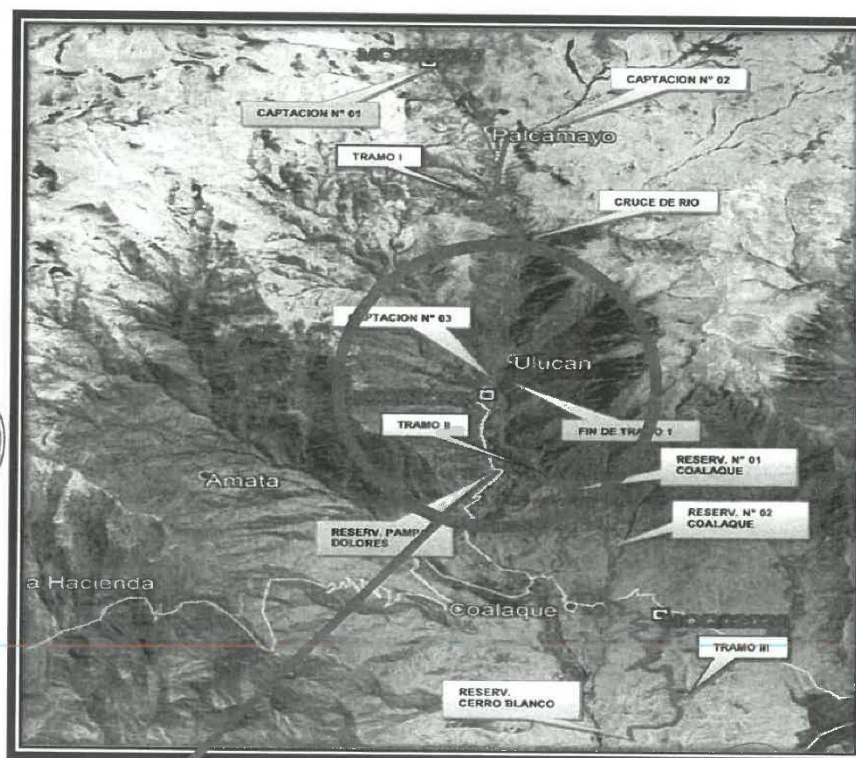 CAPTACION N° 02
CAPTACION N° 01
Palcamayo
TRAMO I
CRUCE DE RIO
CAPTACION N° 03
Ulucan
TRAMO II
FIN DE TRAMO 1
RESERV. N° 01
COALAQUE
Amata
RESERV. N° 02
COALAQUE
RESERV. PAMPA
DOLORES
a Hacienda
Coalaque
TRAMO III
RESERV.
CERRO BLANCO